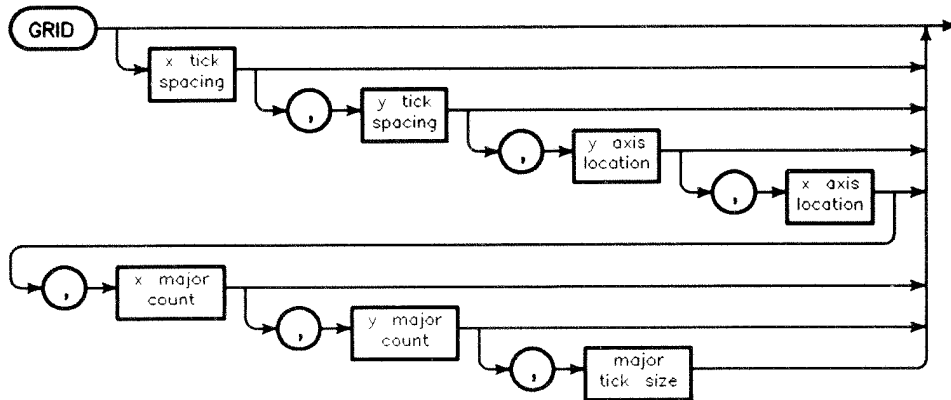 GRID
x tick
spacing
,
y tick
spacing
,
y axis
location
,
x axis
location
,
x major
count
,
y major
count
,
major
tick size